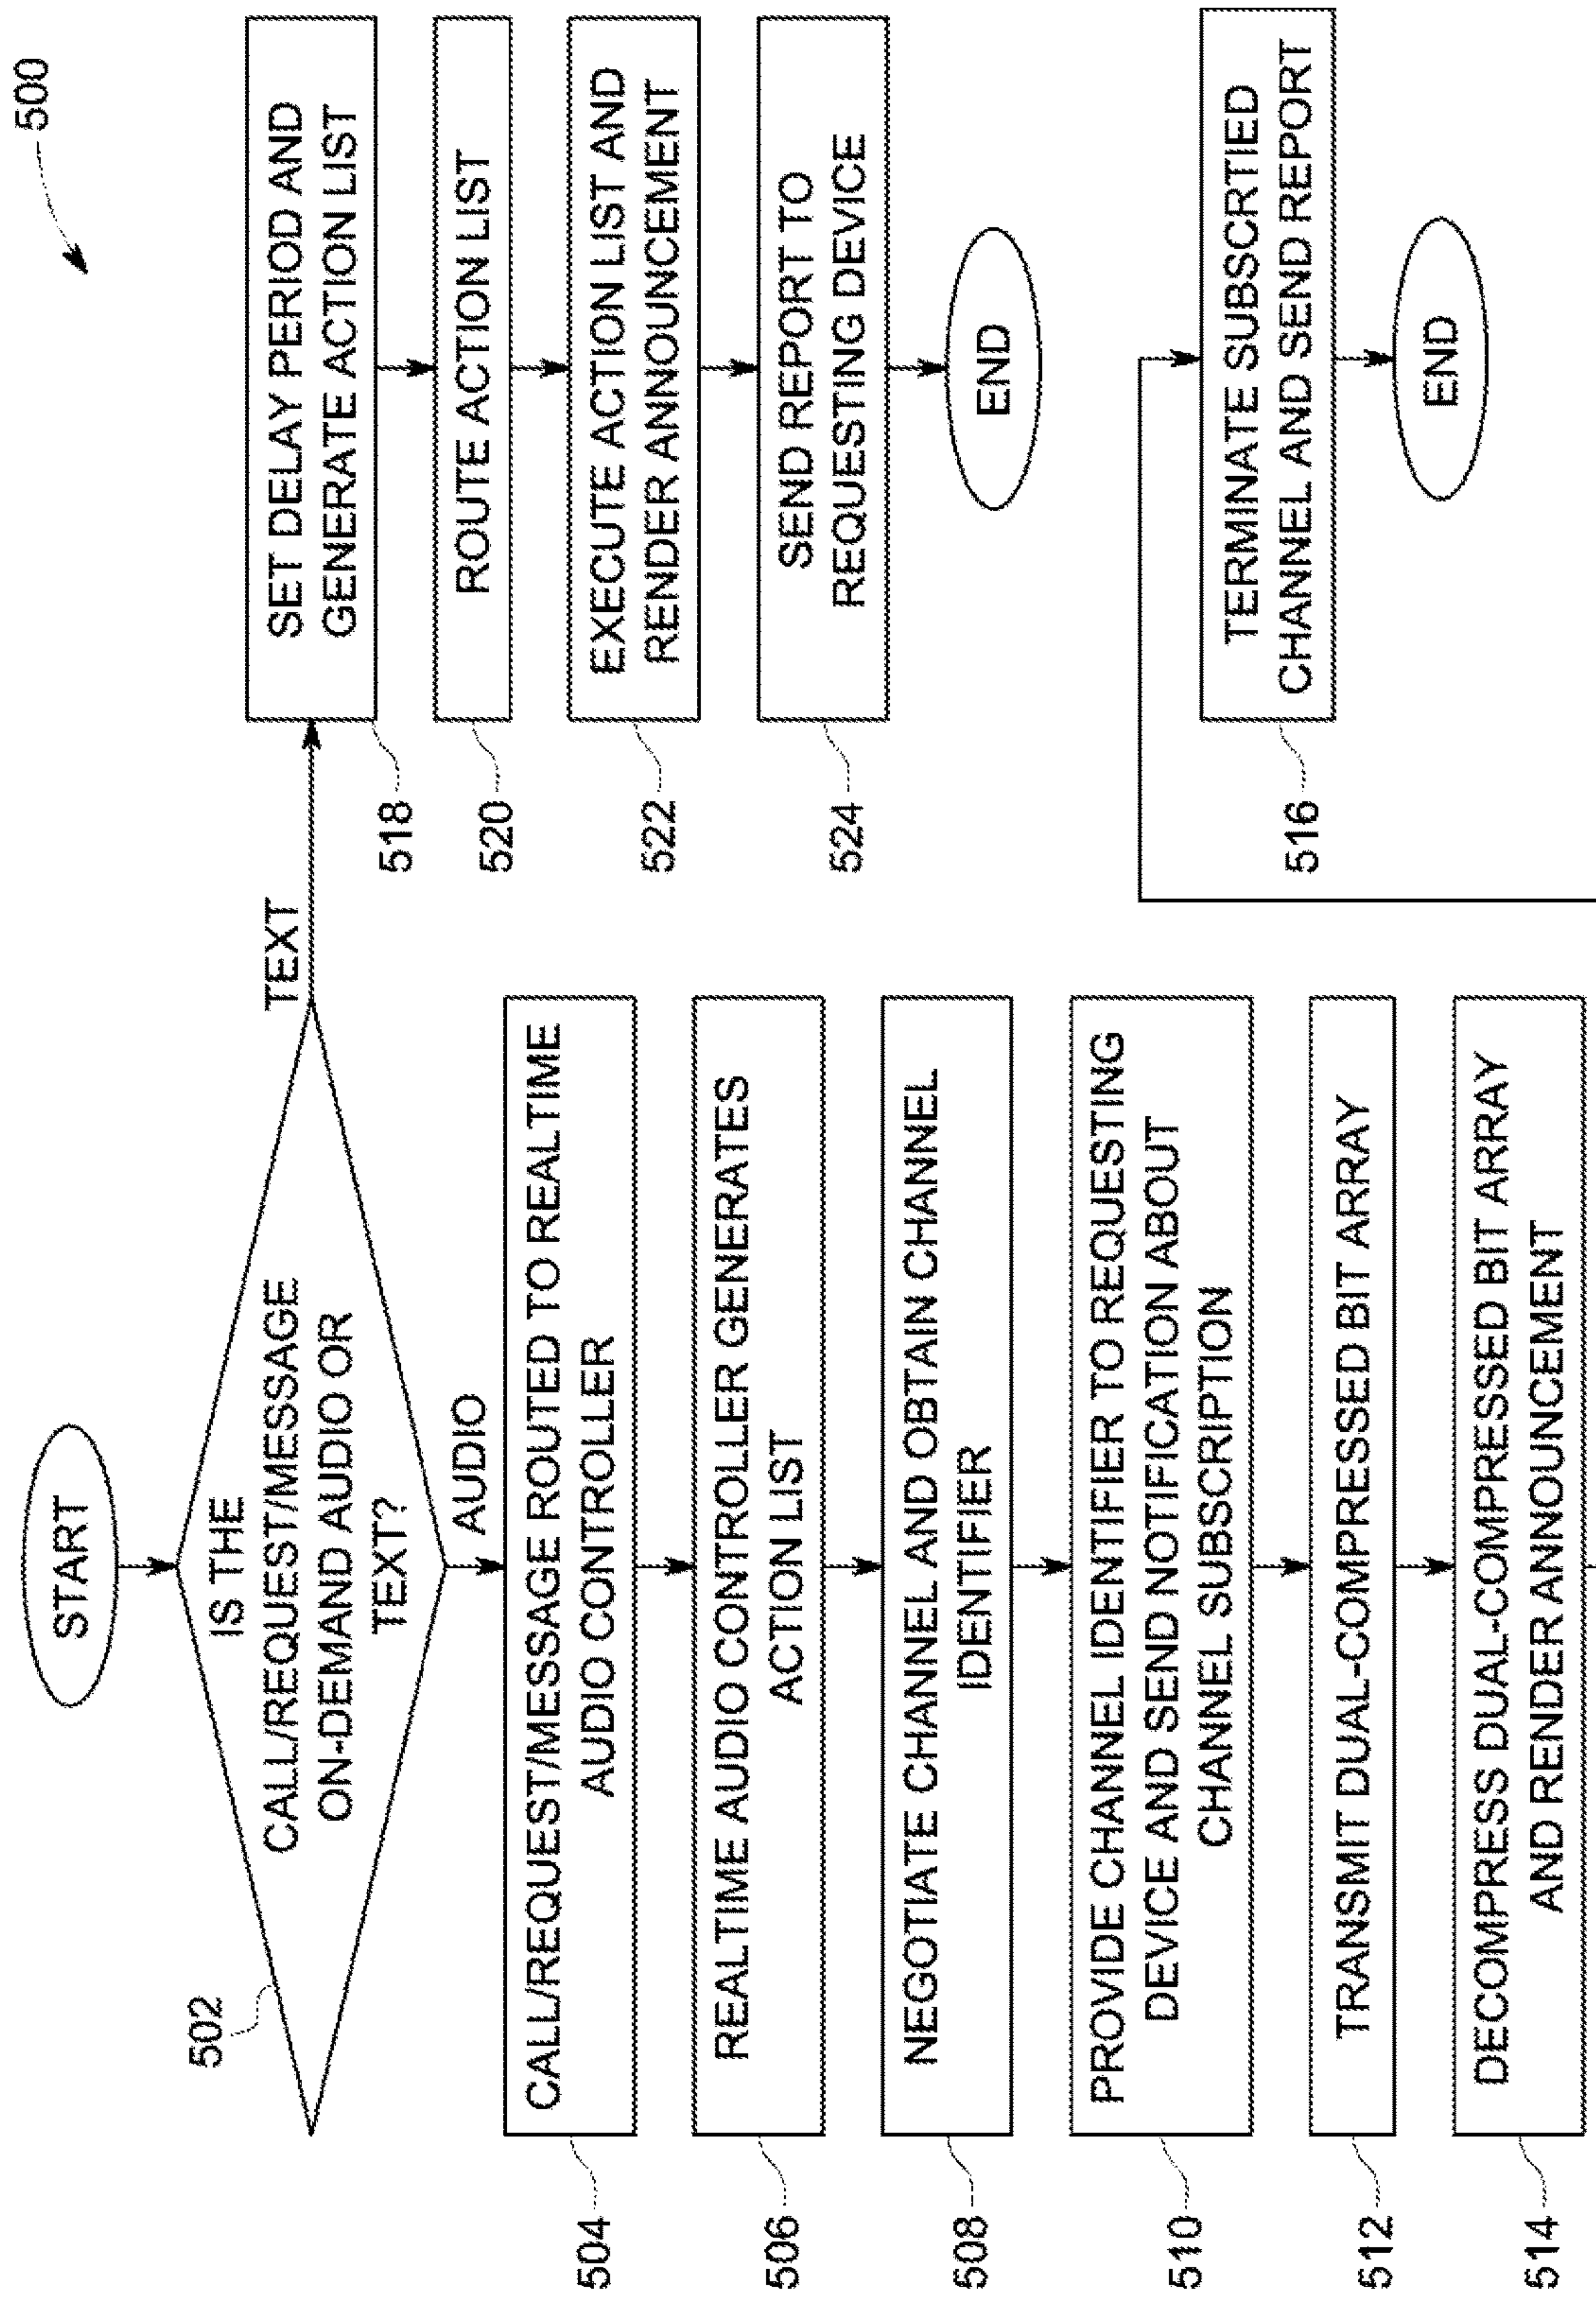 500
START
502
IS THE
CALL/REQUEST/MESSAGE
ON-DEMAND AUDIO OR
TEXT?
TEXT
AUDIO
504
CALL/REQUEST/MESSAGE ROUTED TO REALTIME
AUDIO CONTROLLER
506
REALTIME AUDIO CONTROLLER GENERATES
ACTION LIST
508
NEGOTIATE CHANNEL AND OBTAIN CHANNEL
IDENTIFIER
510
PROVIDE CHANNEL IDENTIFIER TO REQUESTING
DEVICE AND SEND NOTIFICATION ABOUT
CHANNEL SUBSCRIPTION
512
TRANSMIT DUAL-COMPRESSED BIT ARRAY
514
DECOMPRESS DUAL-COMPRESSED BIT ARRAY
AND RENDER ANNOUNCEMENT
518
SET DELAY PERIOD AND
GENERATE ACTION LIST
520
ROUTE ACTION LIST
522
EXECUTE ACTION LIST AND
RENDER ANNOUNCEMENT
524
SEND REPORT TO
REQUESTING DEVICE
END
516
TERMINATE SUBSCRTIED
CHANNEL AND SEND REPORT
END